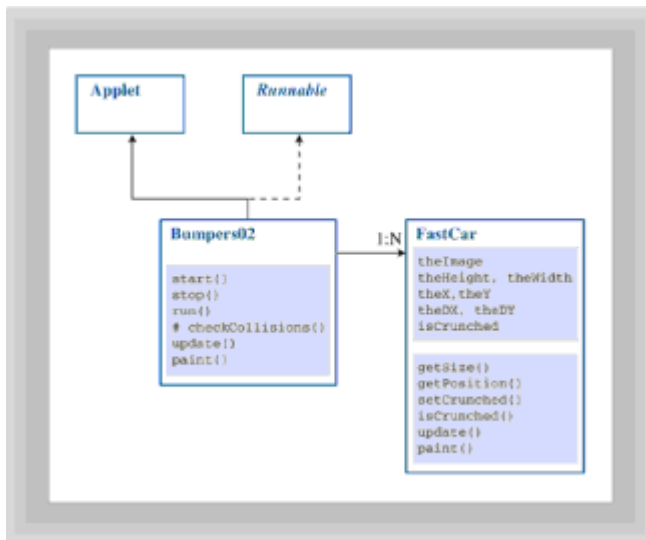 Applet
Runnable
Bumpers02
start()
stop()
run()
# checkCollisions()
update()
paint()
1:N
FastCar
theImage
theHeight, theWidth
theX,theY
theDX, theDY
isCrunched
getSize()
getPosition()
setCrunched()
isCrunched()
update()
paint()